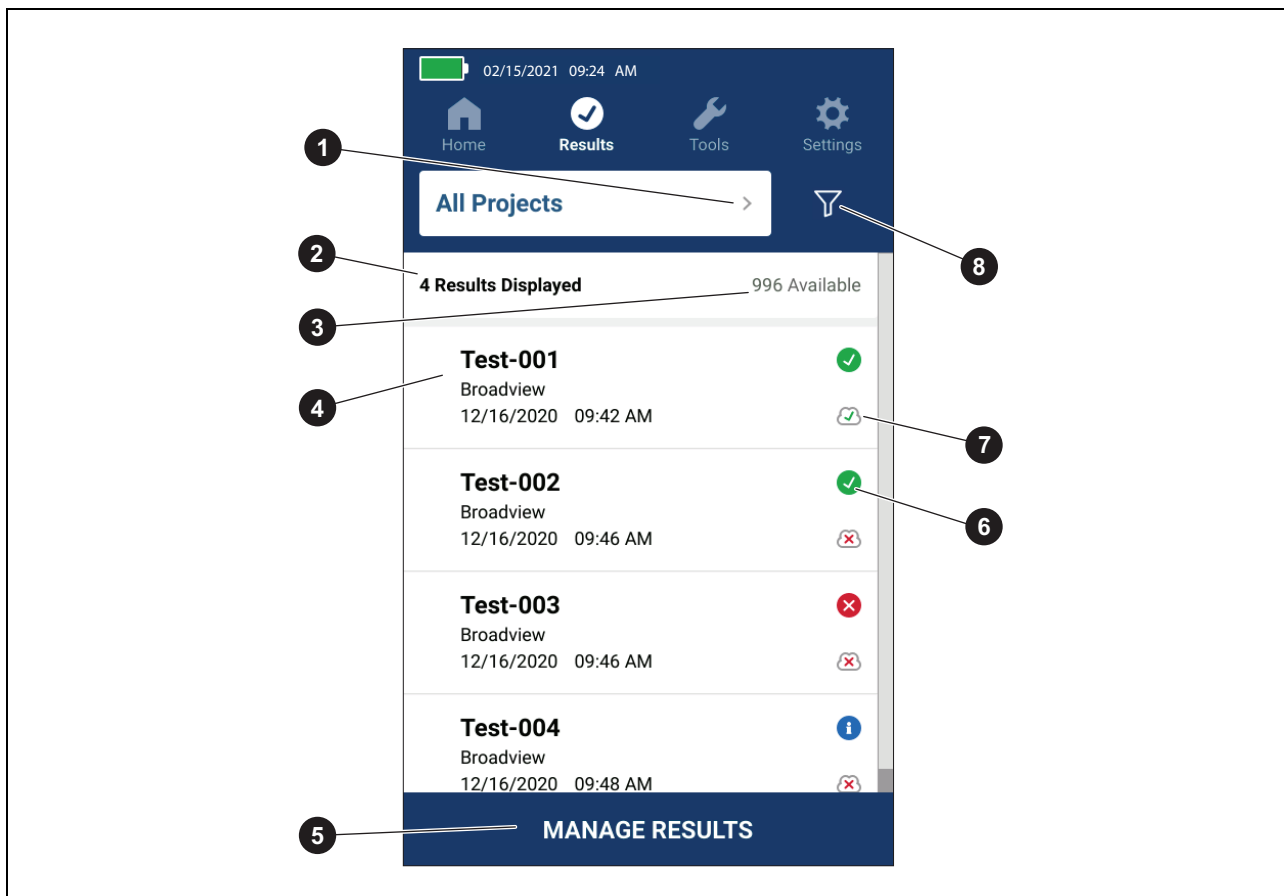 02/15/2021 09:24 AM
Home Results Tools Settings
1
All Projects
8
2
4 Results Displayed 996 Available
3
Test-001
Broadview
4
12/16/2020 09:42 AM
7
Test-002
Broadview
6
12/16/2020 09:46 AM
Test-003
Broadview
12/16/2020 09:46 AM
Test-004
Broadview
12/16/2020 09:48 AM
5
MANAGE RESULTS